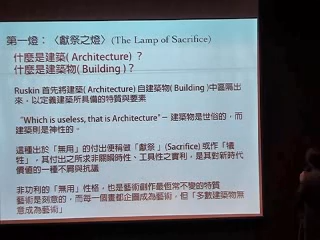 第一燈：〈獻祭之燈〉(The Lamp of Sacrifice)
什麼是建築( Architecture) ？
什麼是建築物( Building )？
Ruskin 首先將建築( Architecture) 自建築物( Building )中區隔出
來，以定義建築所具備的特質與要素
"Which is useless, that is Architecture"－ 建築物是世俗的，而
建築則是神性的。
這種出於「無用」的付出便稱做「獻祭」(Sacrifice) 或作「犧
牲」，其付出之所求非關瞬時性、工具性之實利，是其對新時代
價值的一種不屑與抗議
非功利的「無用」性格，也是藝術創作最恆常不變的特質
藝術是刻意的，而每一個畫都企圖成為藝術，但「多數建築物無
意成為藝術」